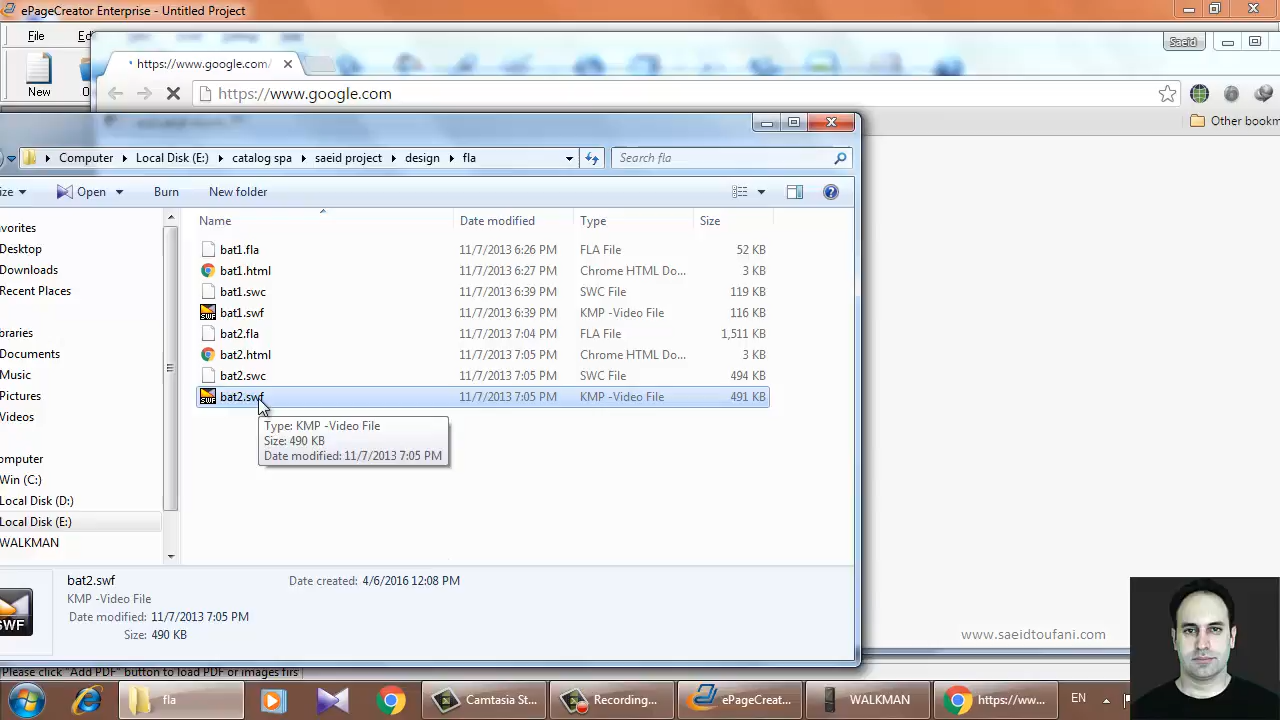 ePageCreator Enterprise - Untitled Project
File
Saeid
https://www.google.com/
New
https://www.google.com
Other bookm
Computer Local Disk (E:) catalog spa saeid project design fla
Search fla
Open Burn New folder
Name Date modified Type Size
avorites
Desktop
Downloads
Recent Places
braries
Documents
Music
Pictures
Videos
omputer
Win (C:)
Local Disk (D:)
Local Disk (E:)
WALKMAN
bat1.fla 11/7/2013 6:26 PM FLA File 52 KB
bat1.html 11/7/2013 6:27 PM Chrome HTML Do... 3 KB
bat1.swc 11/7/2013 6:39 PM SWC File 119 KB
bat1.swf 11/7/2013 6:39 PM KMP -Video File 116 KB
bat2.fla 11/7/2013 7:04 PM FLA File 1,511 KB
bat2.html 11/7/2013 7:05 PM Chrome HTML Do... 3 KB
bat2.swc 11/7/2013 7:05 PM SWC File 494 KB
bat2.swf 11/7/2013 7:05 PM KMP -Video File 491 KB
Type: KMP -Video File
Size: 490 KB
Date modified: 11/7/2013 7:05 PM
SWF
bat2.swf Date created: 4/6/2016 12:08 PM
KMP -Video File
Date modified: 11/7/2013 7:05 PM
Size: 490 KB
www.saeidtoufani.com
Please click "Add PDF" button to load PDF or images firs
fla
Camtasia St...
Recording...
ePageCreat...
WALKMAN
https://ww...
EN